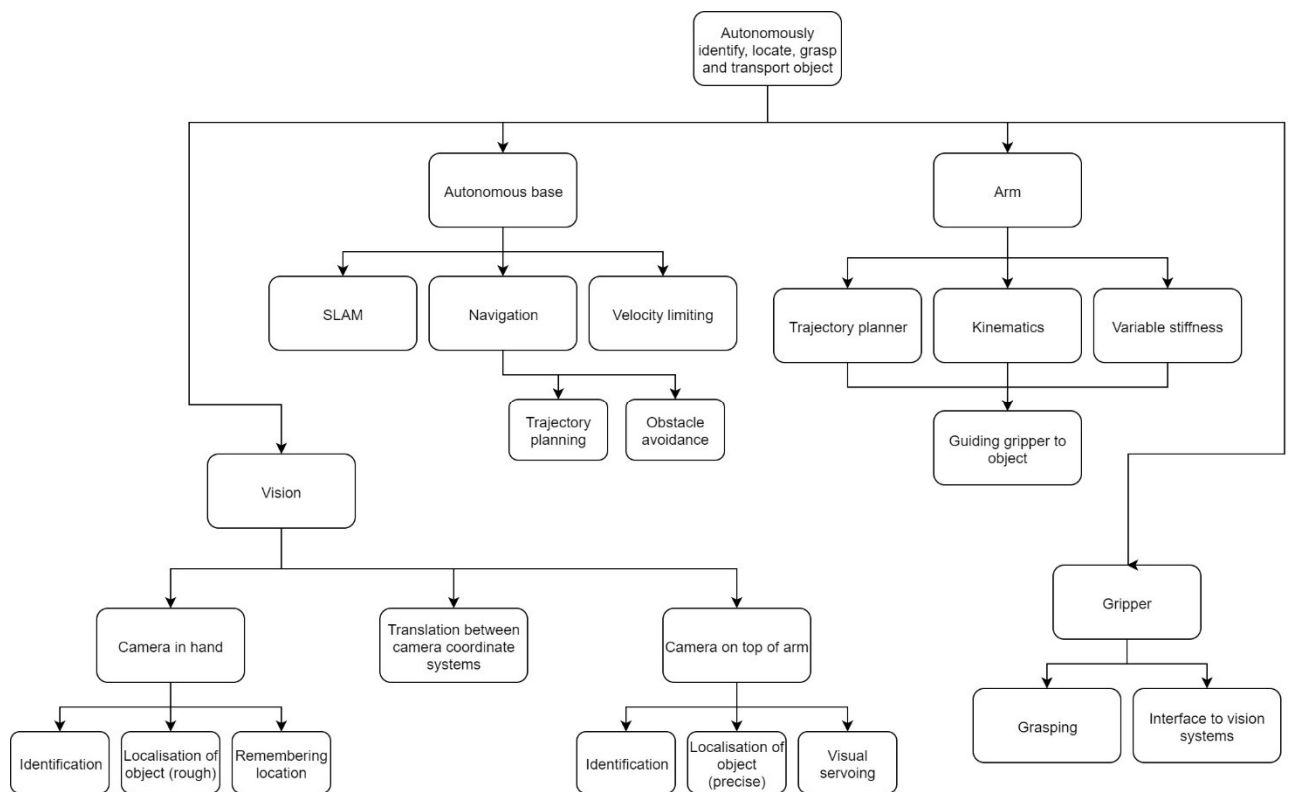 Autonomously
identify, locate, grasp
and transport object
Autonomous base
Arm
SLAM
Navigation
Velocity limiting
Trajectory planner
Kinematics
Variable stiffness
Trajectory
planning
Obstacle
avoidance
Guiding gripper to
object
Vision
Gripper
Camera in hand
Translation between
camera coordinate
systems
Camera on top of arm
Grasping
Interface to vision
systems
Identification
Localisation of
object (rough)
Remembering
location
Identification
Localisation of
object
(precise)
Visual
servoing